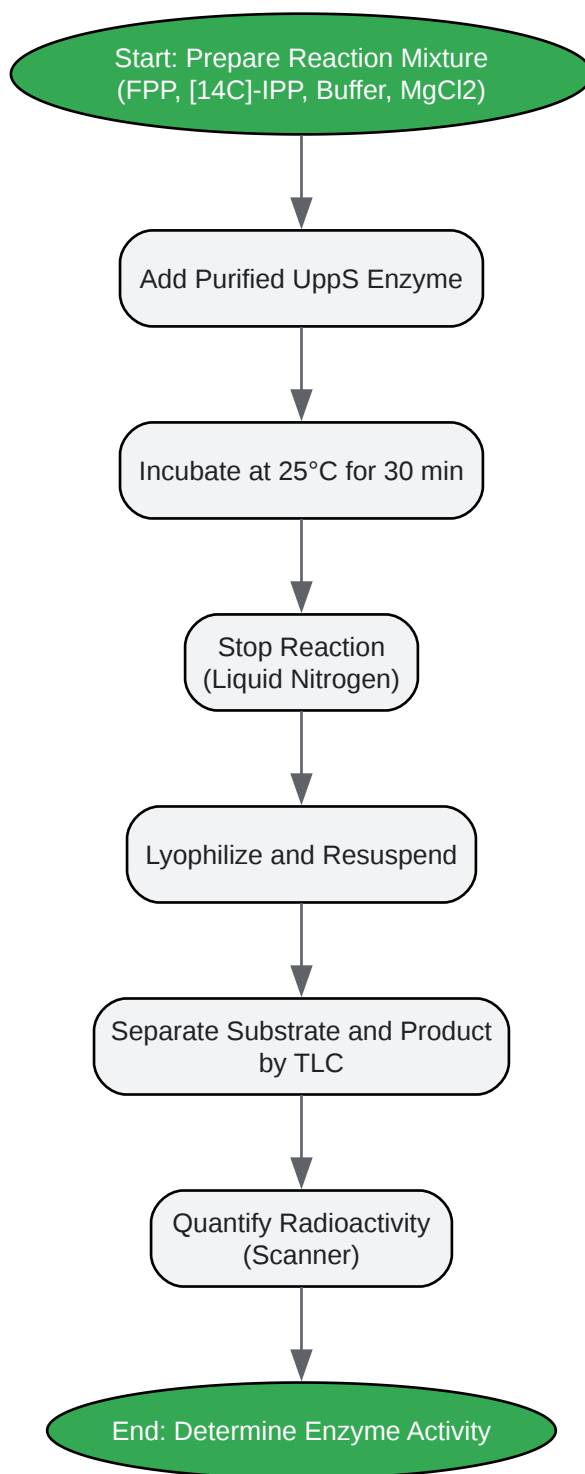 Start: Prepare Reaction Mixture
(FPP, [14C]-IPP, Buffer, MgCl2)
Add Purified UppS Enzyme
Incubate at 25°C for 30 min
Stop Reaction
(Liquid Nitrogen)
Lyophilize and Resuspend
Separate Substrate and Product
by TLC
Quantify Radioactivity
(Scanner)
End: Determine Enzyme Activity